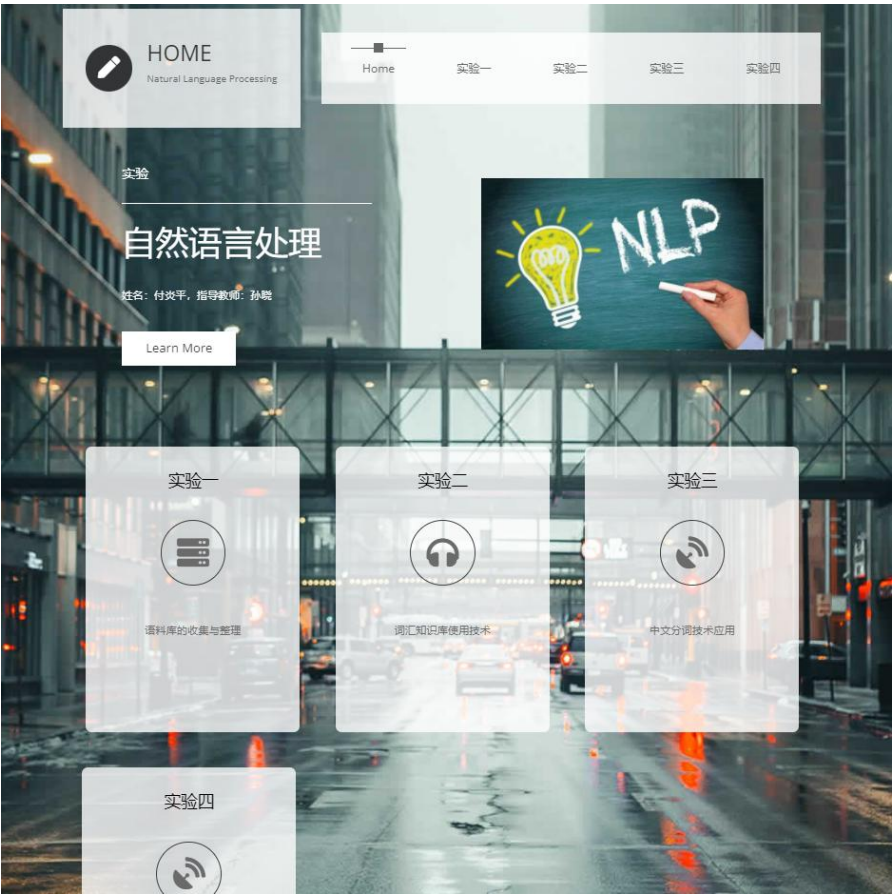 HOME
Natural Language Processing
Home
实验一
实验二
实验三
实验四
实验
自然语言处理
姓名：付炎平，指导教师：孙晓
Learn More
NLP
实验一
实验二
实验三
语料库的收集与整理
词汇知识库使用技术
中文分词技术应用
实验四